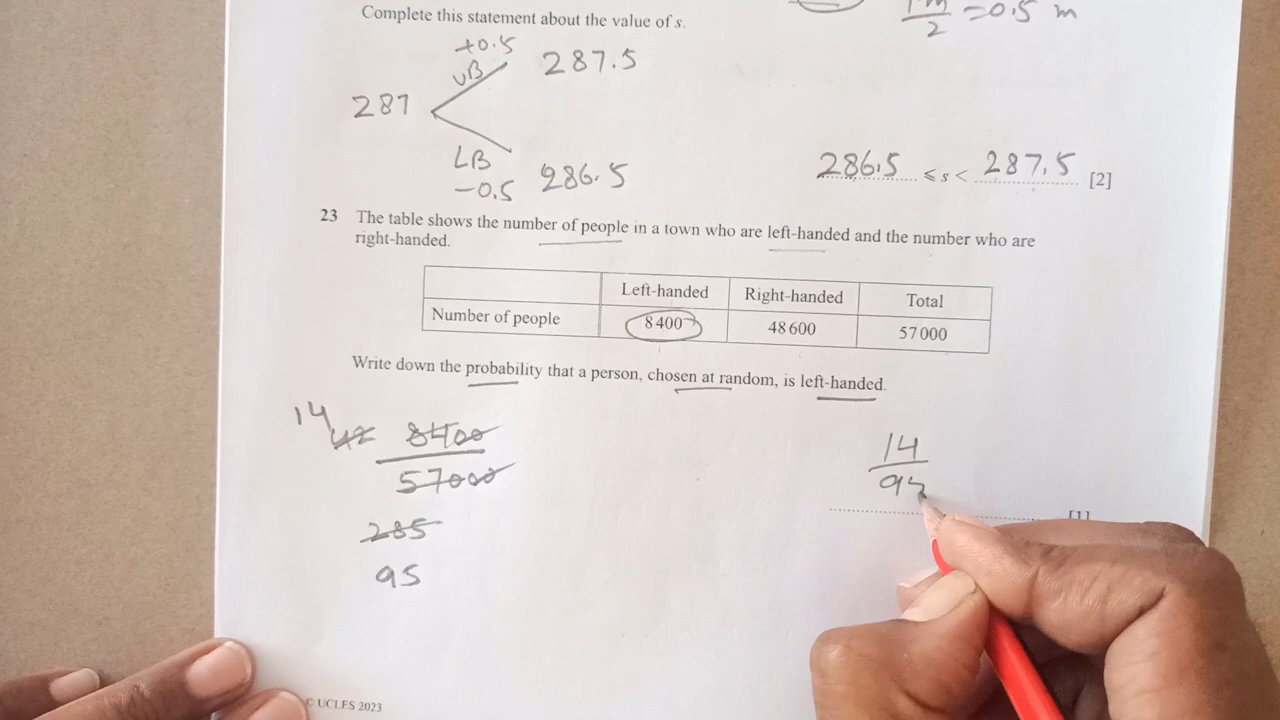 Complete this statement about the value of s.
/2 = 0.5 m
+0.5
UB
287.5
287
LB
-0.5
286.5
286.5 ⩽ s < 287.5 [2]
23 The table shows the number of people in a town who are left-handed and the number who are
right-handed.
Left-handed Right-handed Total
Number of people 8400 48600 57000
Write down the probability that a person, chosen at random, is left-handed.
14 42 8400
57000
285
95
14
95
[1]
© UCLES 2023